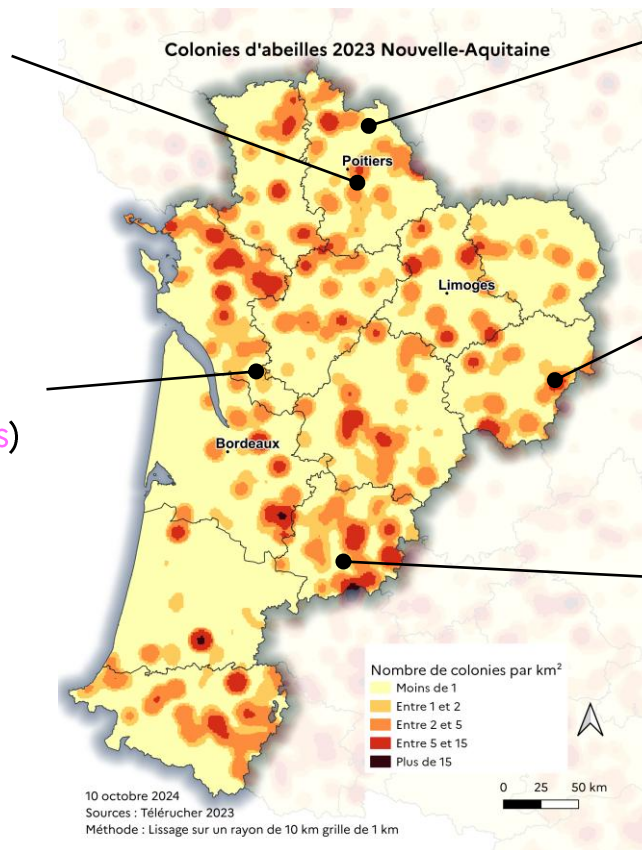 Colonies d'abeilles 2023 Nouvelle-Aquitaine
Poitiers
Limoges
s)
Bordeaux
Nombre de colonies par km²
Moins de 1
Entre 1 et 2
Entre 2 et 5
Entre 5 et 15
Plus de 15
10 octobre 2024
Sources : Télérucher 2023
Méthode : Lissage sur un rayon de 10 km grille de 1 km
0 25 50 km